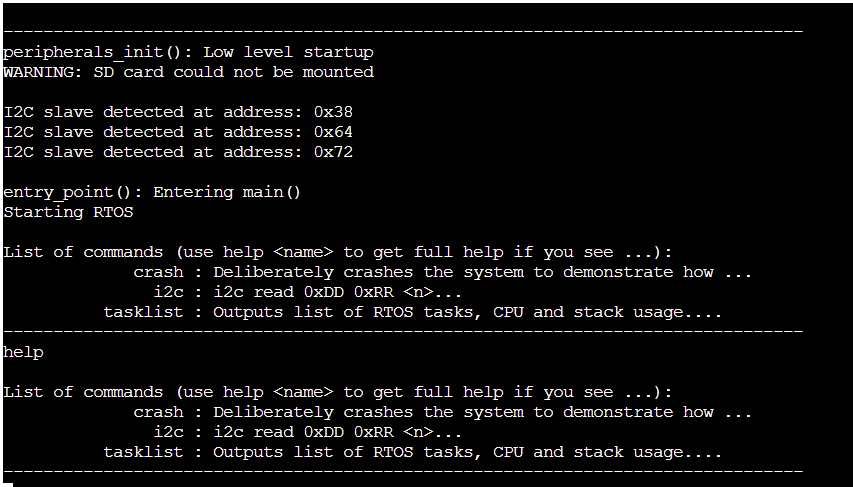 --------------------------------------------------------------------------------
peripherals_init(): Low level startup
WARNING: SD card could not be mounted
I2C slave detected at address: 0x38
I2C slave detected at address: 0x64
I2C slave detected at address: 0x72
entry_point(): Entering main()
Starting RTOS
List of commands (use help <name> to get full help if you see ...):
crash : Deliberately crashes the system to demonstrate how ...
i2c : i2c read 0xDD 0xRR <n>...
tasklist : Outputs list of RTOS tasks, CPU and stack usage....
--------------------------------------------------------------------------------
help
List of commands (use help <name> to get full help if you see ...):
crash : Deliberately crashes the system to demonstrate how ...
i2c : i2c read 0xDD 0xRR <n>...
tasklist : Outputs list of RTOS tasks, CPU and stack usage....
--------------------------------------------------------------------------------